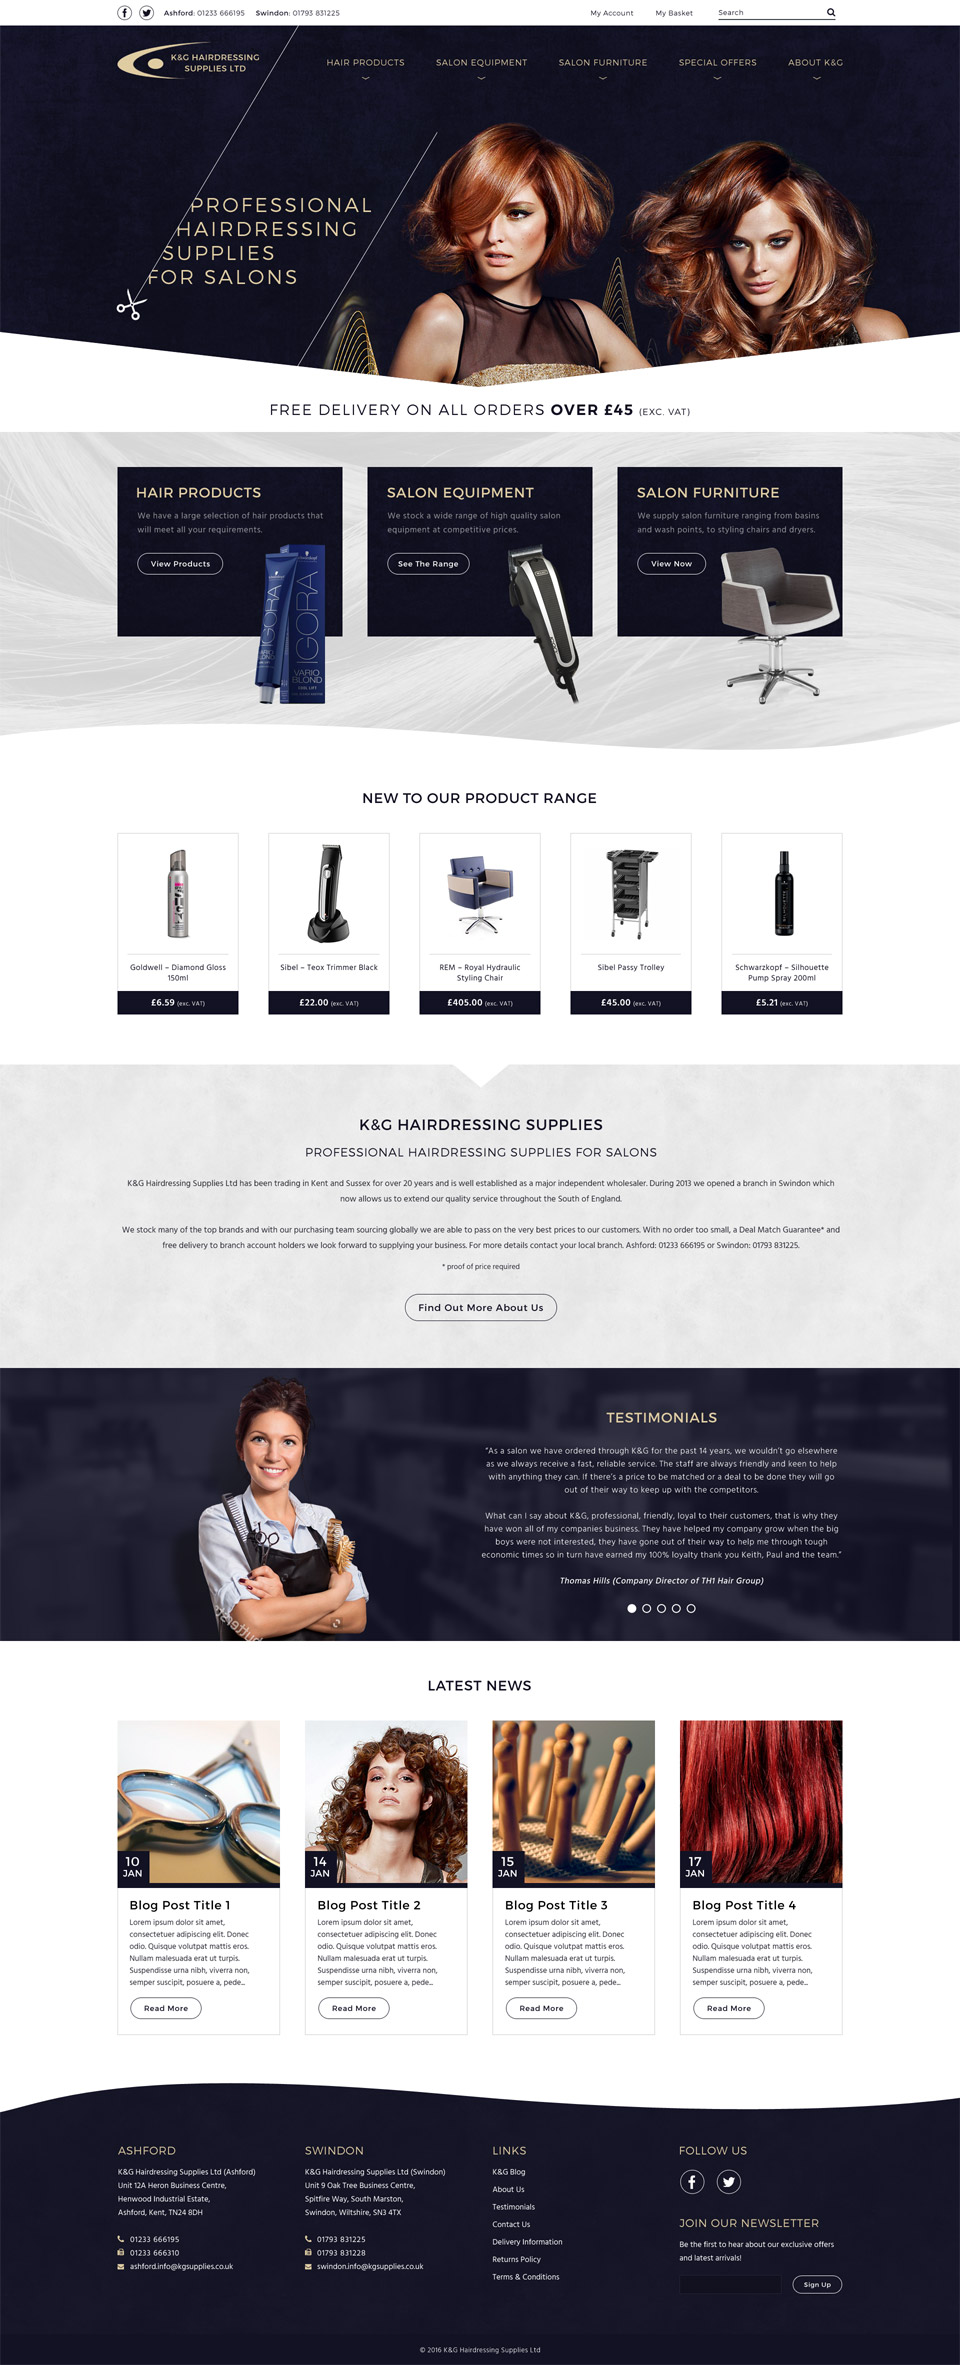 Ashford: 01233 666195 Swindon: 01793 831225
My Account My Basket Search
K&G HAIRDRESSING
SUPPLIES LTD
HAIR PRODUCTS SALON EQUIPMENT SALON FURNITURE SPECIAL OFFERS ABOUT K&G
PROFESSIONAL
HAIRDRESSING
SUPPLIES
FOR SALONS
FREE DELIVERY ON ALL ORDERS OVER £45 (EXC. VAT)
HAIR PRODUCTS
We have a large selection of hair products that
will meet all your requirements.
View Products
IGORA
VARIO
BLOND
IGORA
VARIO
BLOND
COOL LIFT
SALON EQUIPMENT
We stock a wide range of high quality salon
equipment at competitive prices.
See The Range
SALON FURNITURE
We supply salon furniture ranging from basins
and wash points, to styling chairs and dryers.
View Now
NEW TO OUR PRODUCT RANGE
Goldwell – Diamond Gloss
150ml
£6.59 (exc. VAT)
Sibel – Teox Trimmer Black
£22.00 (exc. VAT)
REM – Royal Hydraulic
Styling Chair
£405.00 (exc. VAT)
Sibel Passy Trolley
£45.00 (exc. VAT)
Schwarzkopf – Silhouette
Pump Spray 200ml
£5.21 (exc. VAT)
K&G HAIRDRESSING SUPPLIES
PROFESSIONAL HAIRDRESSING SUPPLIES FOR SALONS
K&G Hairdressing Supplies Ltd has been trading in Kent and Sussex for over 20 years and is well established as a major independent wholesaler. During 2013 we opened a branch in Swindon which
now allows us to extend our quality service throughout the South of England.
We stock many of the top brands and with our purchasing team sourcing globally we are able to pass on the very best prices to our customers. With no order too small, a Deal Match Guarantee* and
free delivery to branch account holders we look forward to supplying your business. For more details contact your local branch. Ashford: 01233 666195 or Swindon: 01793 831225.
* proof of price required
Find Out More About Us
TESTIMONIALS
“As a salon we have ordered through K&G for the past 14 years, we wouldn't go elsewhere
as we always receive a fast, reliable service. The staff are always friendly and keen to help
with anything they can. If there's a price to be matched or a deal to be done they will go
out of their way to keep up with the competitors.
What can I say about K&G, professional, friendly, loyal to their customers, that is why they
have won all of my companies business. They have helped my company grow when the big
boys were not interested, they have gone out of their way to help me through tough
economic times so in turn have earned my 100% loyalty thank you Keith, Paul and the team.”
Thomas Hills (Company Director of TH1 Hair Group)
LATEST NEWS
10
JAN
Blog Post Title 1
Lorem ipsum dolor sit amet,
consectetuer adipiscing elit. Donec
odio. Quisque volutpat mattis eros.
Nullam malesuada erat ut turpis.
Suspendisse urna nibh, viverra non,
semper suscipit, posuere a, pede...
Read More
14
JAN
Blog Post Title 2
Lorem ipsum dolor sit amet,
consectetuer adipiscing elit. Donec
odio. Quisque volutpat mattis eros.
Nullam malesuada erat ut turpis.
Suspendisse urna nibh, viverra non,
semper suscipit, posuere a, pede...
Read More
15
JAN
Blog Post Title 3
Lorem ipsum dolor sit amet,
consectetuer adipiscing elit. Donec
odio. Quisque volutpat mattis eros.
Nullam malesuada erat ut turpis.
Suspendisse urna nibh, viverra non,
semper suscipit, posuere a, pede...
Read More
17
JAN
Blog Post Title 4
Lorem ipsum dolor sit amet,
consectetuer adipiscing elit. Donec
odio. Quisque volutpat mattis eros.
Nullam malesuada erat ut turpis.
Suspendisse urna nibh, viverra non,
semper suscipit, posuere a, pede...
Read More
ASHFORD
K&G Hairdressing Supplies Ltd (Ashford)
Unit 12A Heron Business Centre,
Henwood Industrial Estate,
Ashford, Kent, TN24 8DH
01233 666195
01233 666310
ashford.info@kgsupplies.co.uk
SWINDON
K&G Hairdressing Supplies Ltd (Swindon)
Unit 9 Oak Tree Business Centre,
Spitfire Way, South Marston,
Swindon, Wiltshire, SN3 4TX
01793 831225
01793 831228
swindon.info@kgsupplies.co.uk
LINKS
K&G Blog
About Us
Testimonials
Contact Us
Delivery Information
Returns Policy
Terms & Conditions
FOLLOW US
JOIN OUR NEWSLETTER
Be the first to hear about our exclusive offers
and latest arrivals!
Sign Up
© 2016 K&G Hairdressing Supplies Ltd